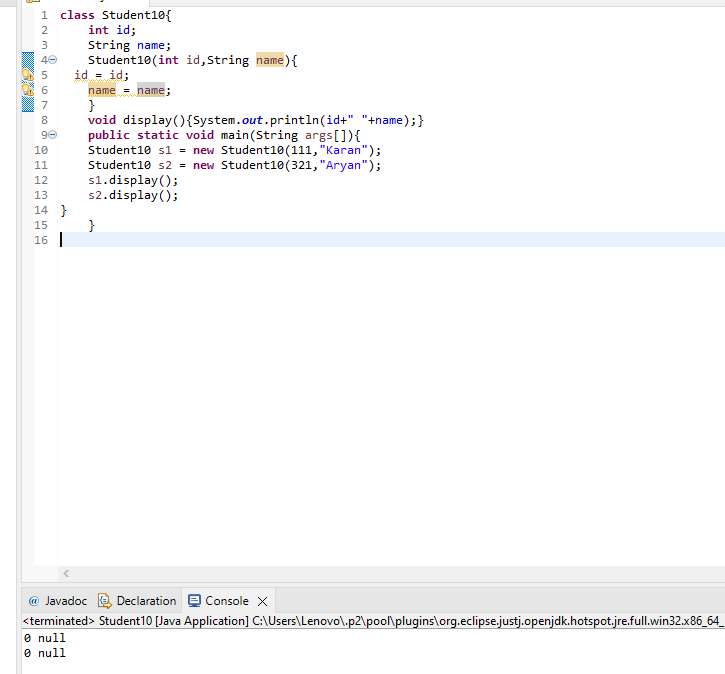 1 class Student10{
2 int id;
3 String name;
4 Student10(int id,String name){
5 id = id;
6 name = name;
7 }
8 void display(){System.out.println(id+" "+name);}
9 public static void main(String args[]){
10 Student10 s1 = new Student10(111,"Karan");
11 Student10 s2 = new Student10(321,"Aryan");
12 s1.display();
13 s2.display();
14 }
15 }
16
@ Javadoc Declaration Console
<terminated> Student10 [Java Application] C:\Users\Lenovo\.p2\pool\plugins\org.eclipse.justj.openjdk.hotspot.jre.full.win32.x86_64_
0 null
0 null